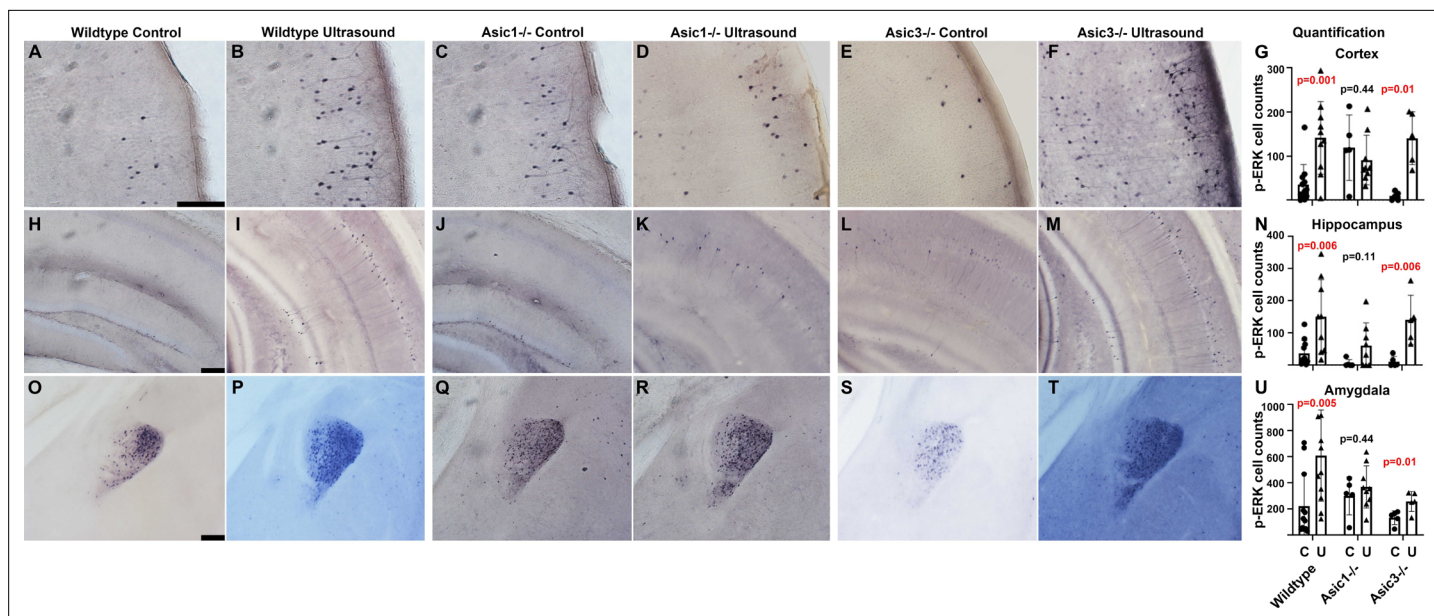 Wildtype Control Wildtype Ultrasound Asic1-/- Control Asic1-/- Ultrasound Asic3-/- Control Asic3-/- Ultrasound Quantification
A B C D E F G Cortex
300
p=0.001 p=0.44 p=0.01
200
100
p-ERK cell counts
H I J K L M N Hippocampus
400
p=0.006 p=0.11 p=0.006
300
200
100
p-ERK cell counts
O P Q R S T U Amygdala
1000
p=0.005
800
p=0.44
600
p=0.01
400
200
p-ERK cell counts
C U C U C U
Wildtype Asic1-/- Asic3-/-